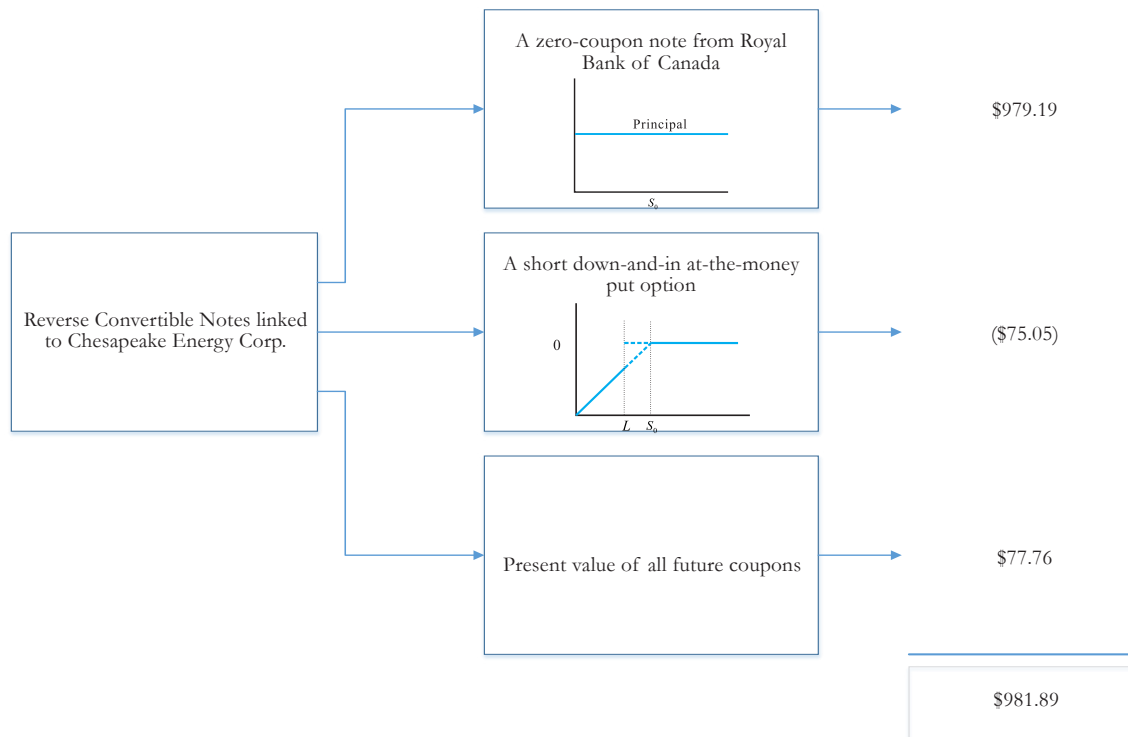 A zero-coupon note from Royal
Bank of Canada
Principal
S₀
$979.19
Reverse Convertible Notes linked
to Chesapeake Energy Corp.
A short down-and-in at-the-money
put option
0
L S₀
($75.05)
Present value of all future coupons
$77.76
$981.89